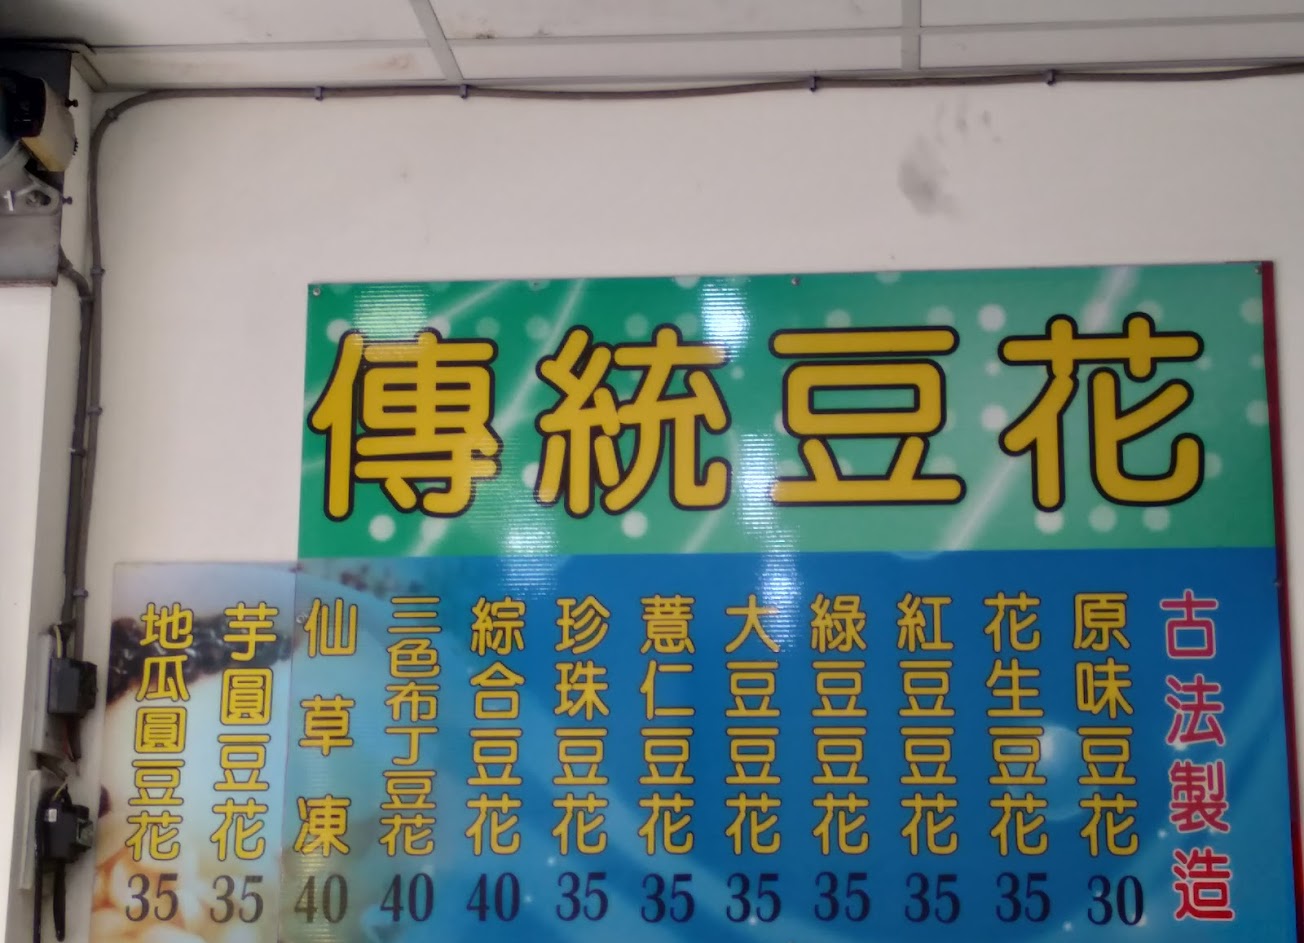 傳統豆花
古法製造
原味豆花 30
花生豆花 35
紅豆豆花 35
綠豆豆花 35
大豆豆花 35
薏仁豆花 35
珍珠豆花 35
綜合豆花 40
三色布丁豆花 40
仙草凍 40
芋圓豆花 35
地瓜圓豆花 35